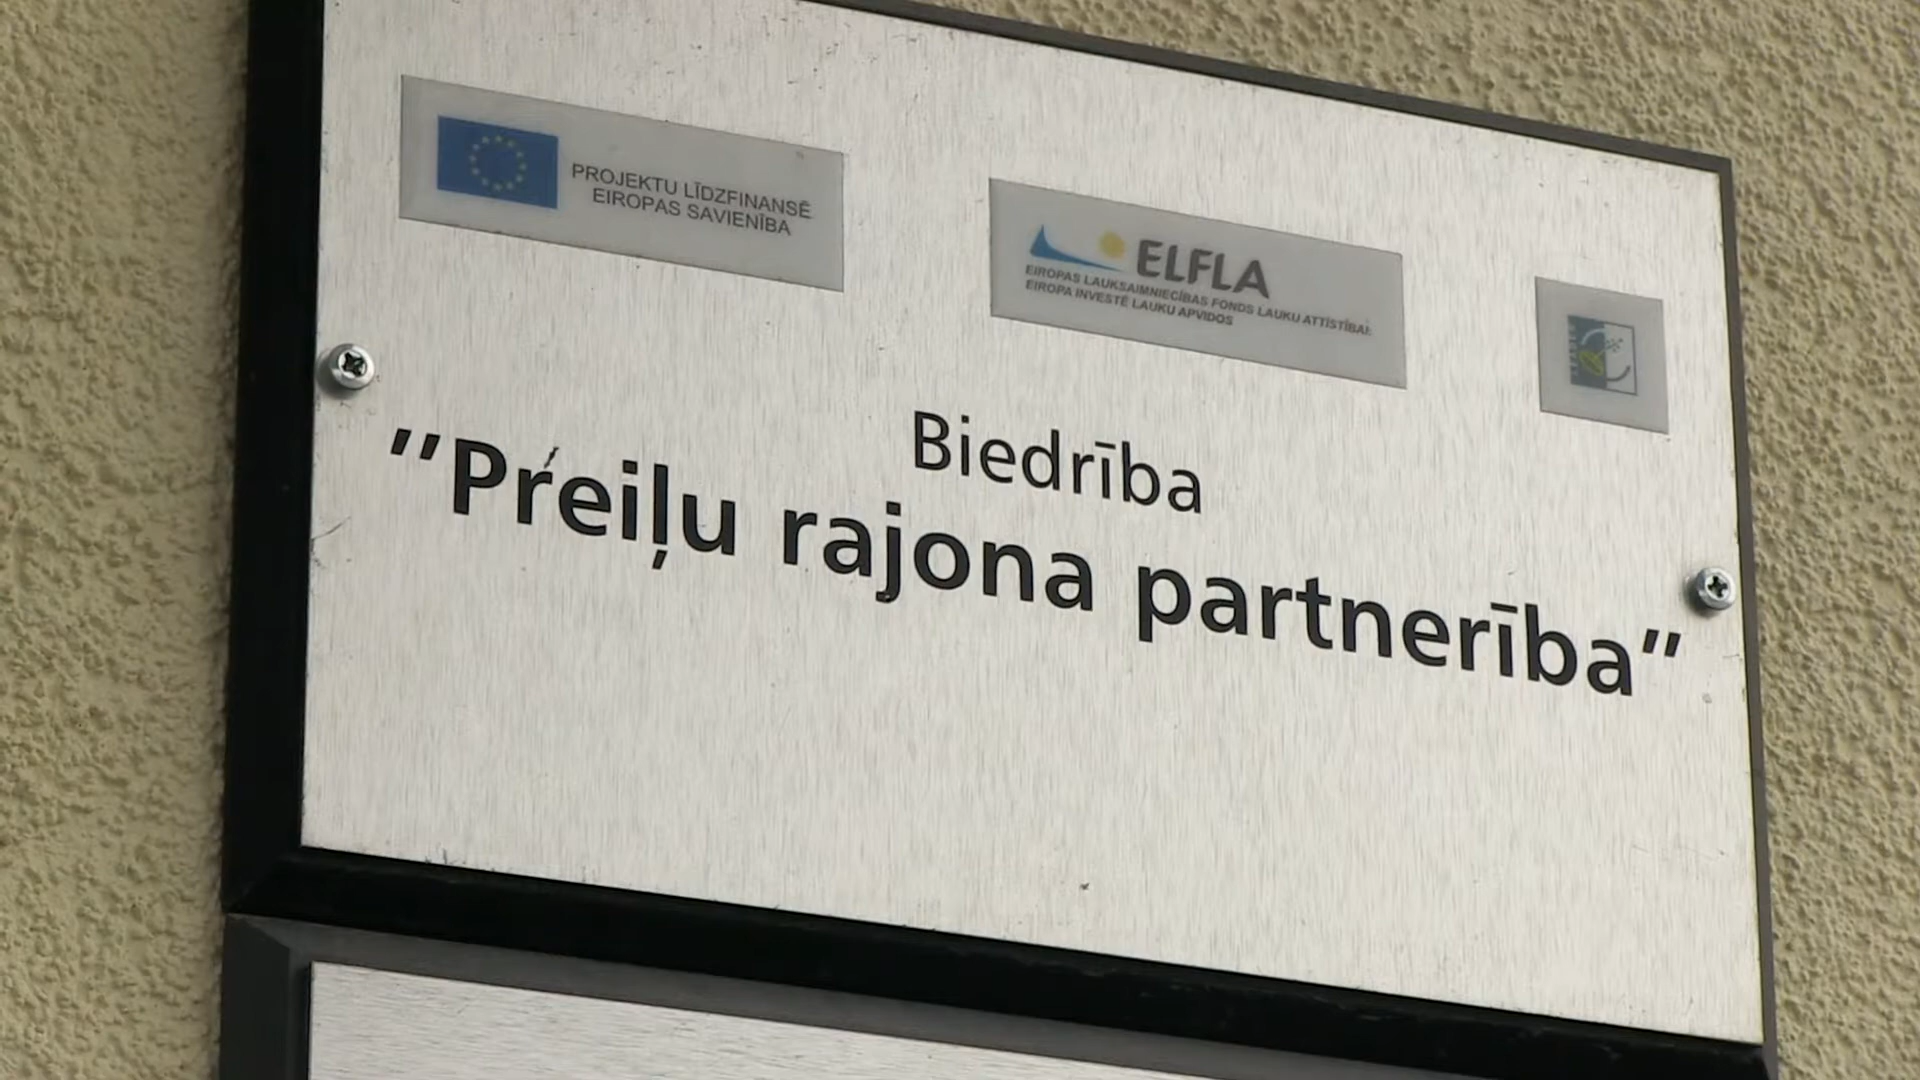 PROJEKTU LĪDZFINANSĒ
EIROPAS SAVIENĪBA
ELFLA
EIROPAS LAUKSAIMNIECĪBAS FONDS LAUKU ATTĪSTĪBAI:
EIROPA INVESTĒ LAUKU APVIDOS
Biedrība
"Preiļu rajona partnerība"